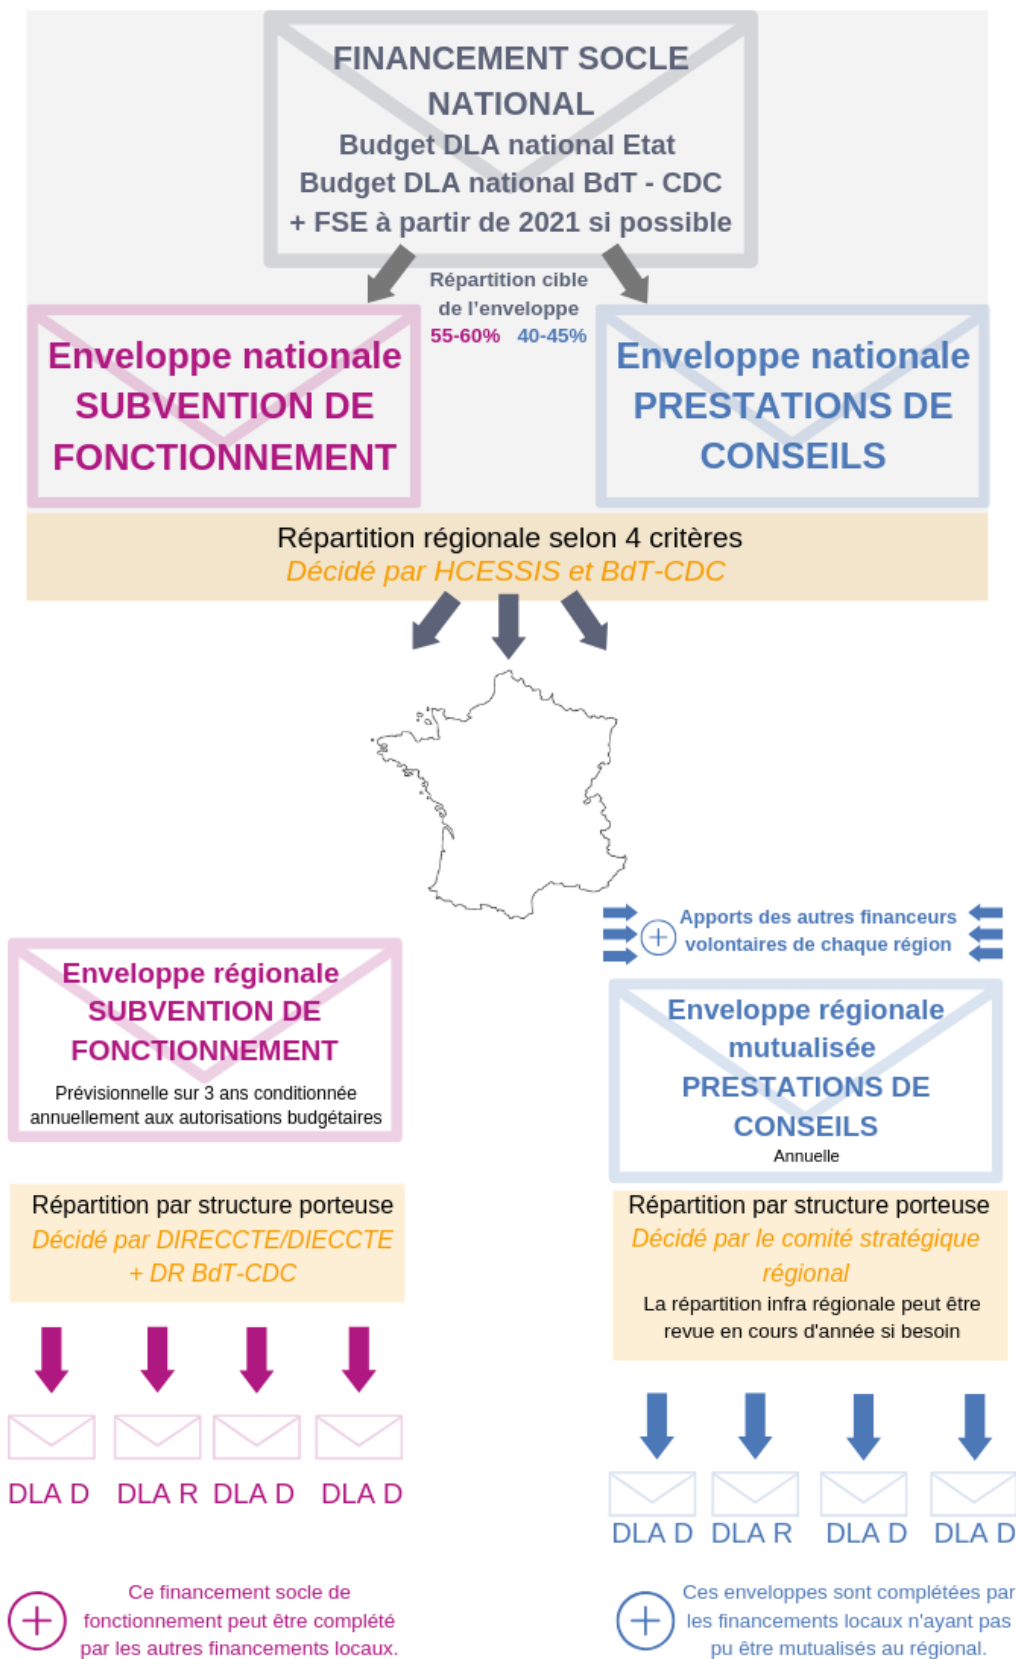 FINANCEMENT SOCLE
NATIONAL
Budget DLA national Etat
Budget DLA national BdT - CDC
+ FSE à partir de 2021 si possible
Répartition cible
de l'enveloppe
55-60% 40-45%
Enveloppe nationale
SUBVENTION DE
FONCTIONNEMENT
Enveloppe nationale
PRESTATIONS DE
CONSEILS
Répartition régionale selon 4 critères
Décidé par HCESSIS et BdT-CDC
Apports des autres financeurs
volontaires de chaque région
Enveloppe régionale
SUBVENTION DE
FONCTIONNEMENT
Prévisionnelle sur 3 ans conditionnée
annuellement aux autorisations budgétaires
Enveloppe régionale
mutualisée
PRESTATIONS DE
CONSEILS
Annuelle
Répartition par structure porteuse
Décidé par DIRECCTE/DIECCTE
+ DR BdT-CDC
Répartition par structure porteuse
Décidé par le comité stratégique
régional
La répartition infra régionale peut être
revue en cours d'année si besoin
DLA D DLA R DLA D DLA D
DLA D DLA R DLA D DLA D
Ce financement socle de
fonctionnement peut être complété
par les autres financements locaux.
Ces enveloppes sont complétées par
les financements locaux n'ayant pas
pu être mutualisés au régional.